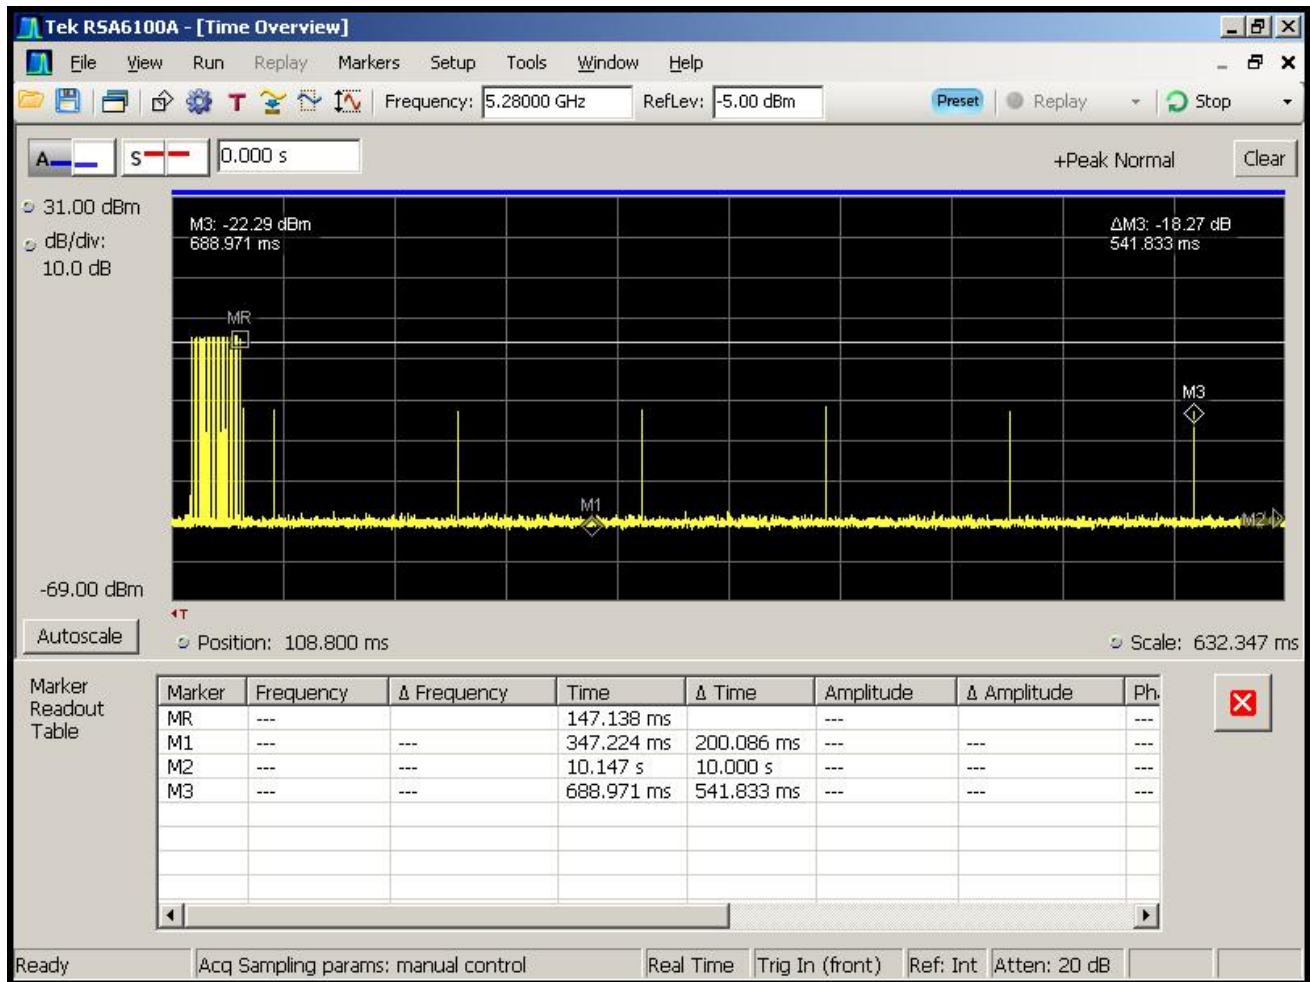 Tek RSA6100A - [Time Overview]
File View Run Replay Markers Setup Tools Window Help
T Frequency: 5.28000 GHz RefLev: -5.00 dBm Preset Replay Stop
A S 0.000 s +Peak Normal Clear
31.00 dBm
dB/div:
10.0 dB
M3: -22.29 dBm
688.971 ms
ΔM3: -18.27 dB
541.833 ms
MR
M3
M1
M2
-69.00 dBm
T
Autoscale Position: 108.800 ms Scale: 632.347 ms
Marker
Readout
Table
Marker Frequency Δ Frequency Time Δ Time Amplitude Δ Amplitude Ph
MR --- 147.138 ms --- ---
M1 --- --- 347.224 ms 200.086 ms --- --- ---
M2 --- --- 10.147 s 10.000 s --- --- ---
M3 --- --- 688.971 ms 541.833 ms --- --- ---
Ready Acq Sampling params: manual control Real Time Trig In (front) Ref: Int Atten: 20 dB